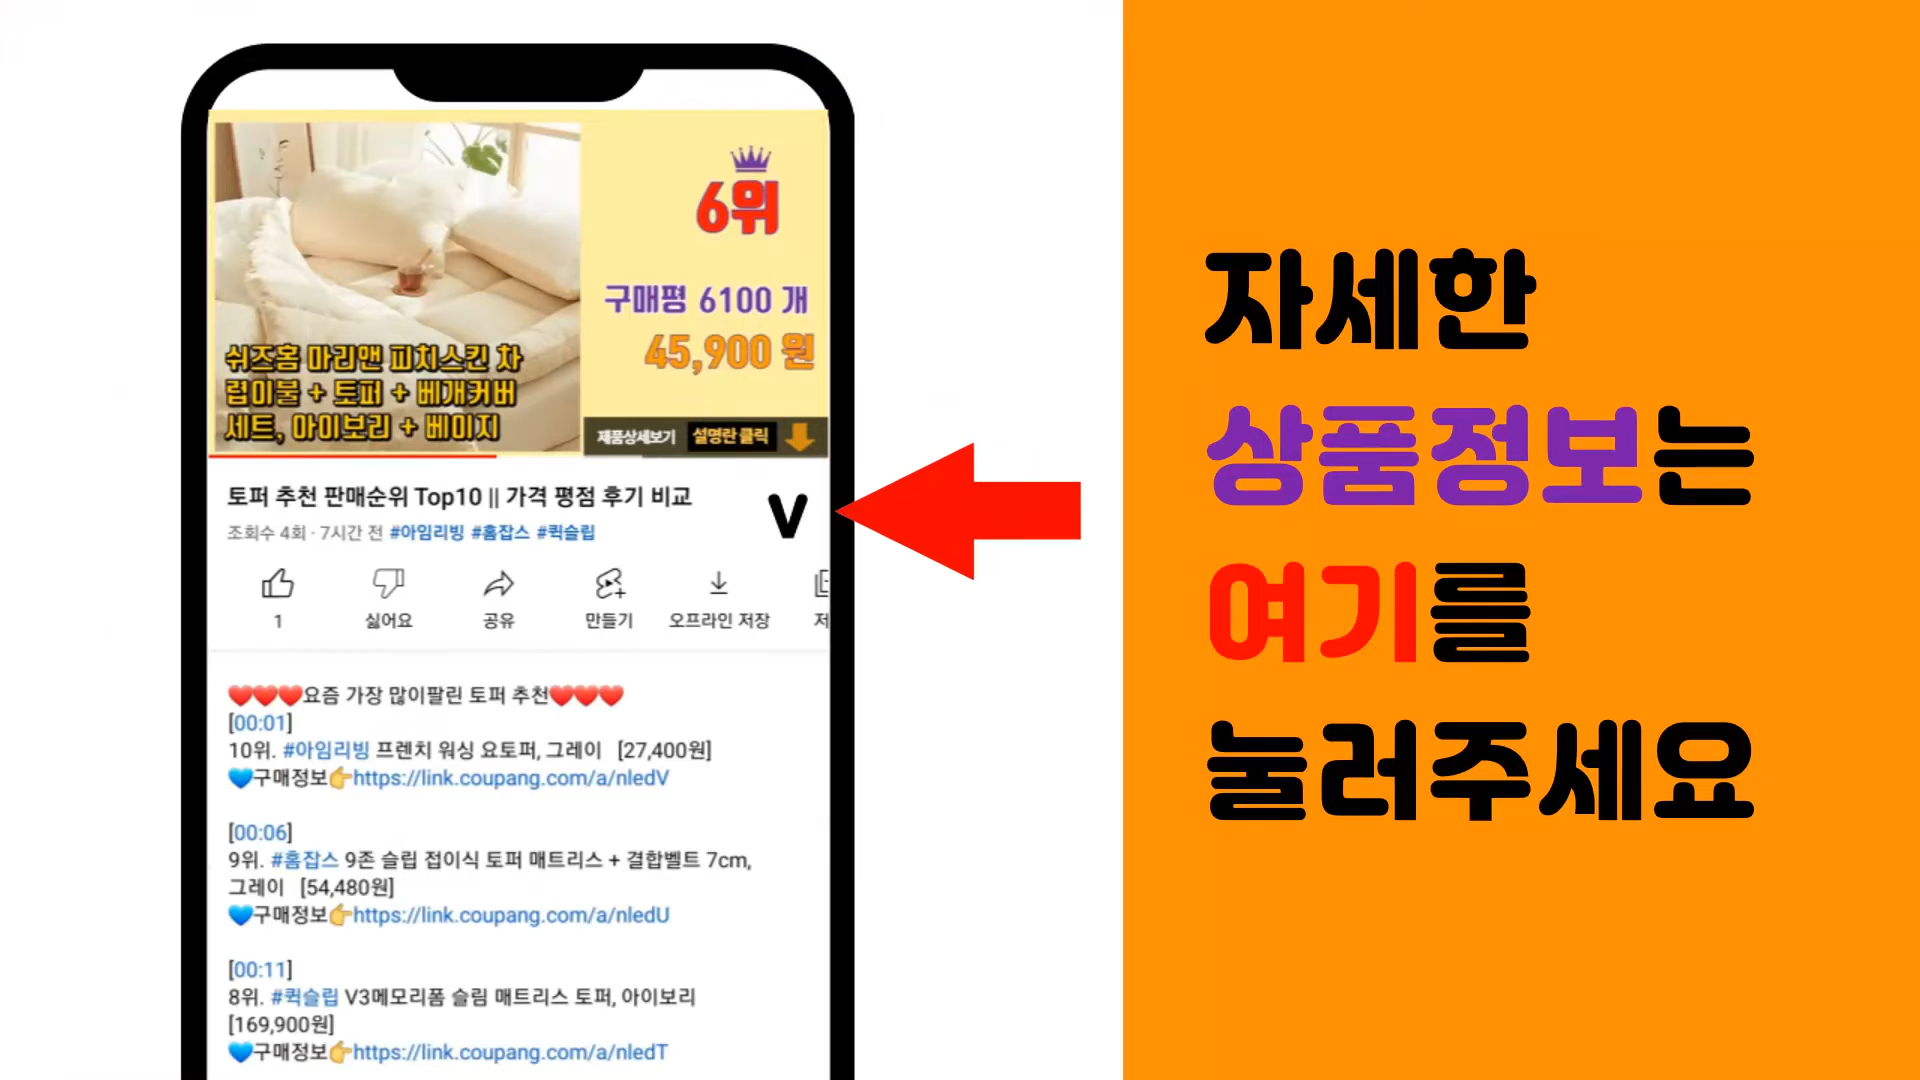 6위
구매평 6100 개
45,900 원
쉬즈홈 마리앤 피치스킨 차
렵이불 + 토퍼 + 베개커버
세트, 아이보리 + 베이지
제품상세보기 설명란 클릭
토퍼 추천 판매순위 Top10 || 가격 평점 후기 비교
V
조회수 4회 · 7시간 전 #아임리빙 #홈잡스 #퀵슬립
1 싫어요 공유 만들기 오프라인 저장 저
❤️❤️❤️요즘 가장 많이팔린 토퍼 추천❤️❤️❤️
[00:01]
10위. #아임리빙 프렌치 워싱 요토퍼, 그레이 [27,400원]
💙구매정보👉https://link.coupang.com/a/nledV
[00:06]
9위. #홈잡스 9존 슬립 접이식 토퍼 매트리스 + 결합벨트 7cm,
그레이 [54,480원]
💙구매정보👉https://link.coupang.com/a/nledU
[00:11]
8위. #퀵슬립 V3메모리폼 슬림 매트리스 토퍼, 아이보리
[169,900원]
💙구매정보👉https://link.coupang.com/a/nledT
자세한
상품정보는
여기를
눌러주세요